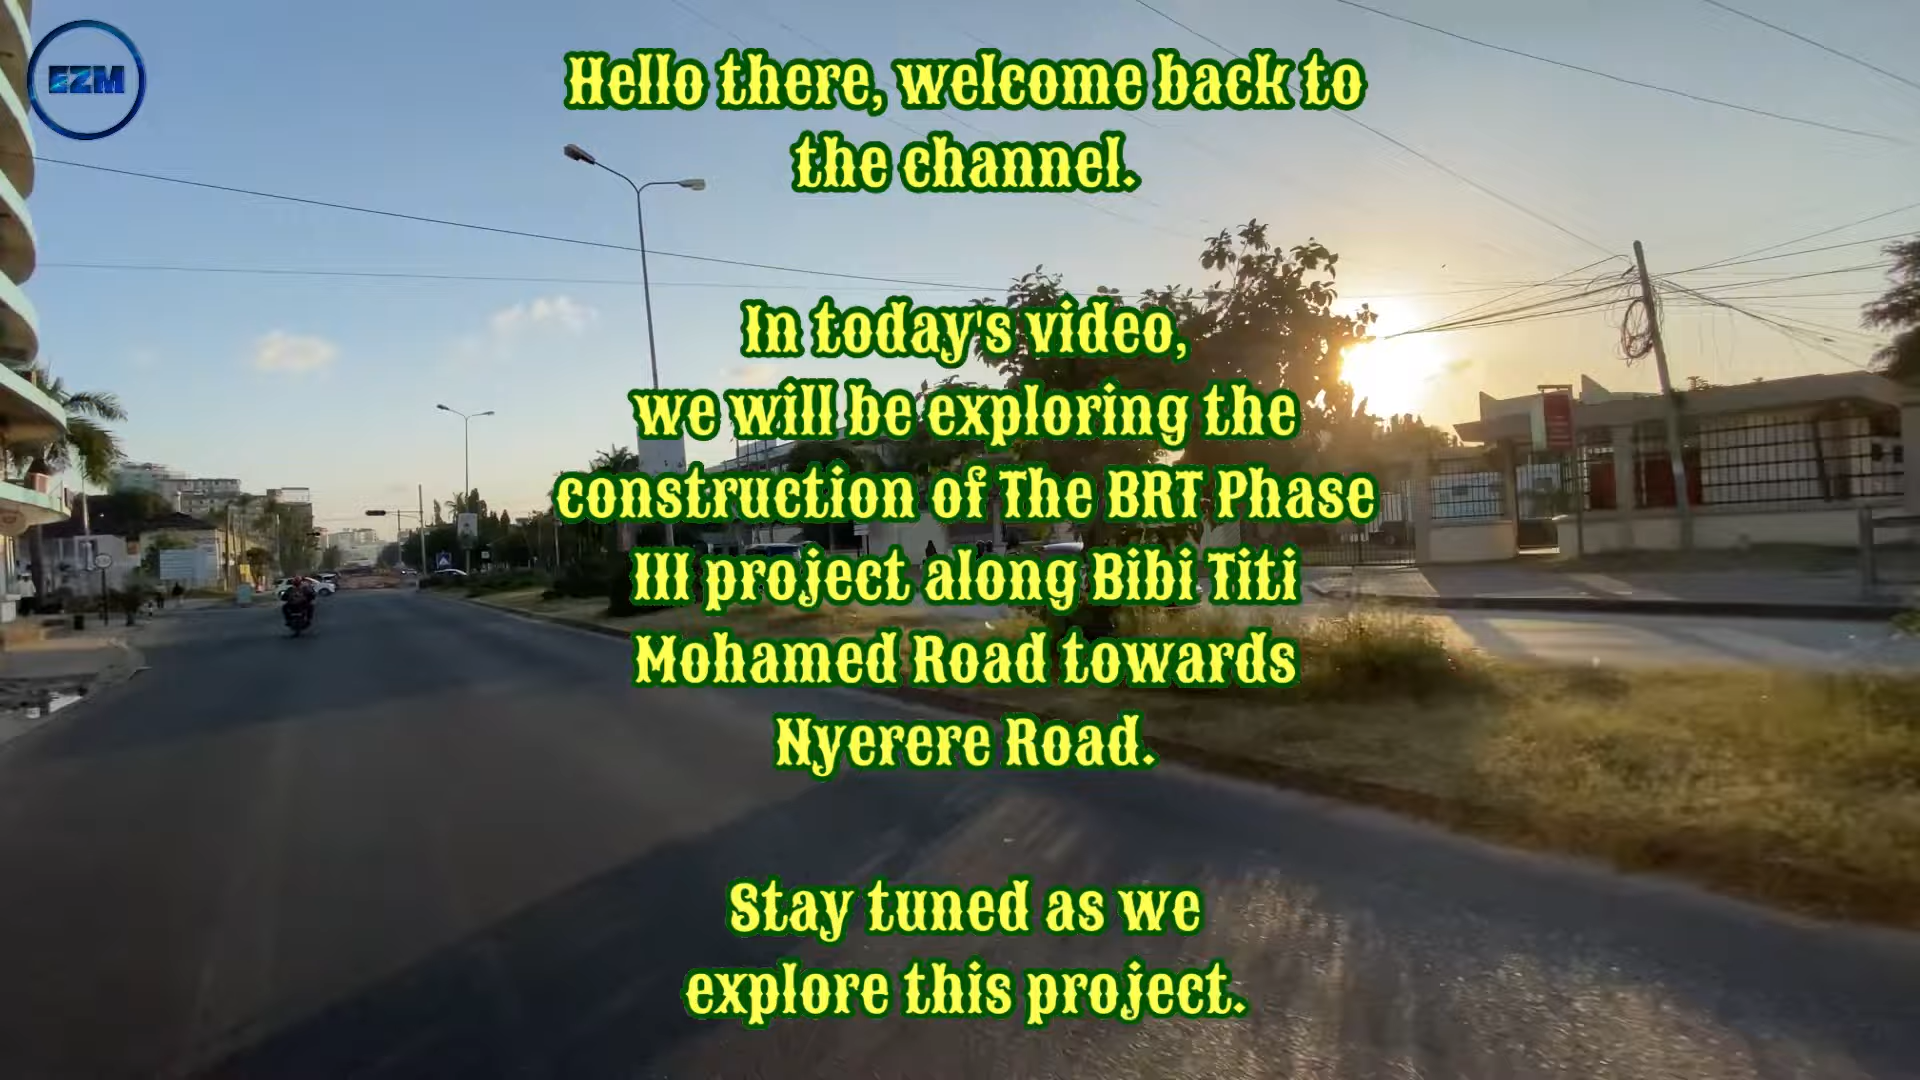 EZM
Hello there, welcome back to
the channel.
In today's video,
we will be exploring the
construction of The BRT Phase
III project along Bibi Titi
Mohamed Road towards
Nyerere Road.
Stay tuned as we
explore this project.